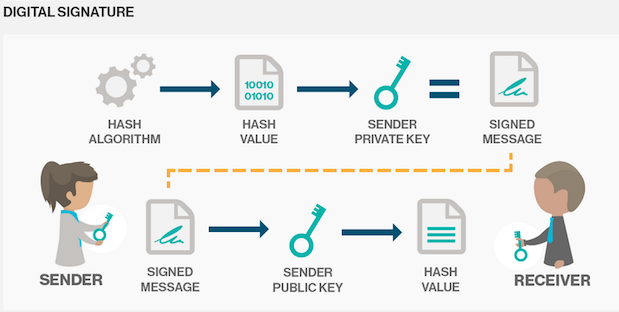 DIGITAL SIGNATURE
10010
01010
HASH
ALGORITHM
HASH
VALUE
SENDER
PRIVATE KEY
SIGNED
MESSAGE
SENDER
SIGNED
MESSAGE
SENDER
PUBLIC KEY
HASH
VALUE
RECEIVER